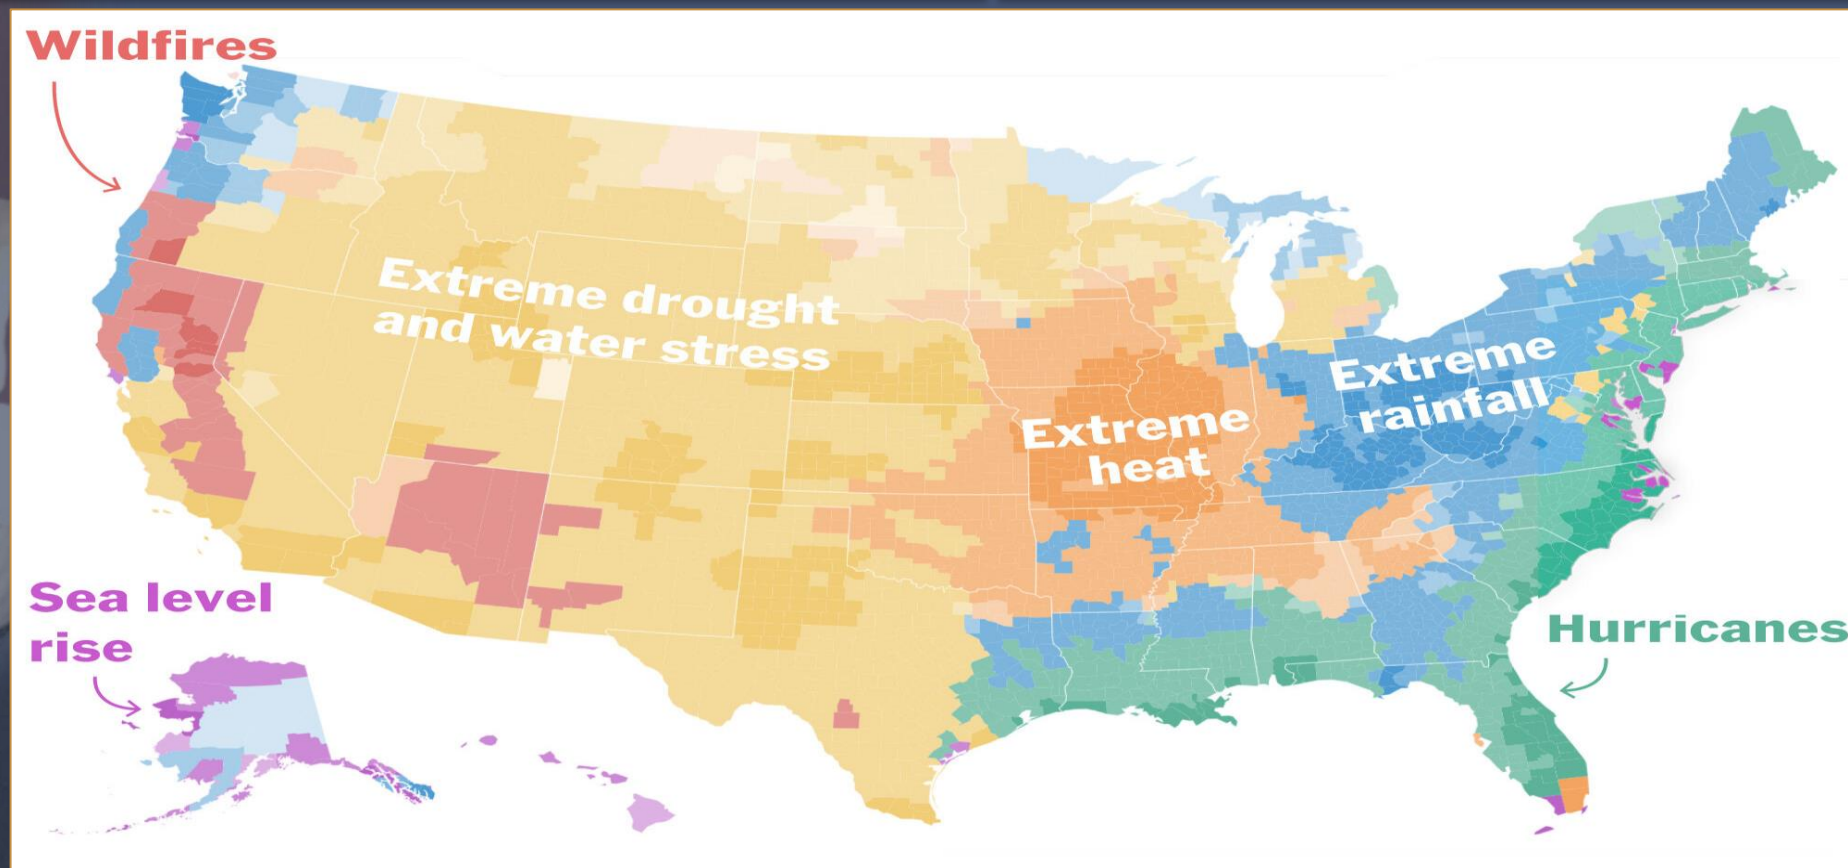 Wildfires
Extreme drought
and water stress
Extreme
rainfall
Extreme
heat
Sea level
rise
Hurricanes